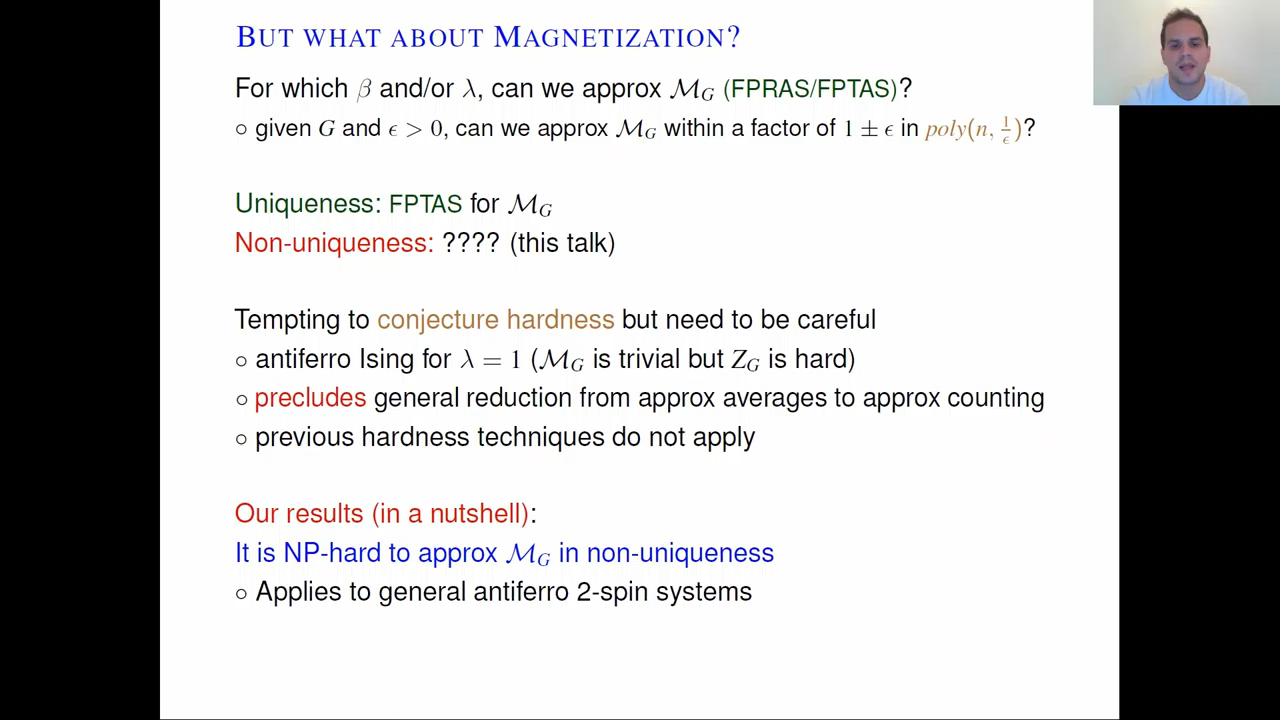 BUT WHAT ABOUT MAGNETIZATION?
For which β and/or λ, can we approx ℳ_G (FPRAS/FPTAS)?
○ given G and ϵ > 0, can we approx ℳ_G within a factor of 1 ± ϵ in poly(n, 1/ϵ)?
Uniqueness: FPTAS for ℳ_G
Non-uniqueness: ???? (this talk)
Tempting to conjecture hardness but need to be careful
○ antiferro Ising for λ = 1 (ℳ_G is trivial but Z_G is hard)
○ precludes general reduction from approx averages to approx counting
○ previous hardness techniques do not apply
Our results (in a nutshell):
It is NP-hard to approx ℳ_G in non-uniqueness
○ Applies to general antiferro 2-spin systems